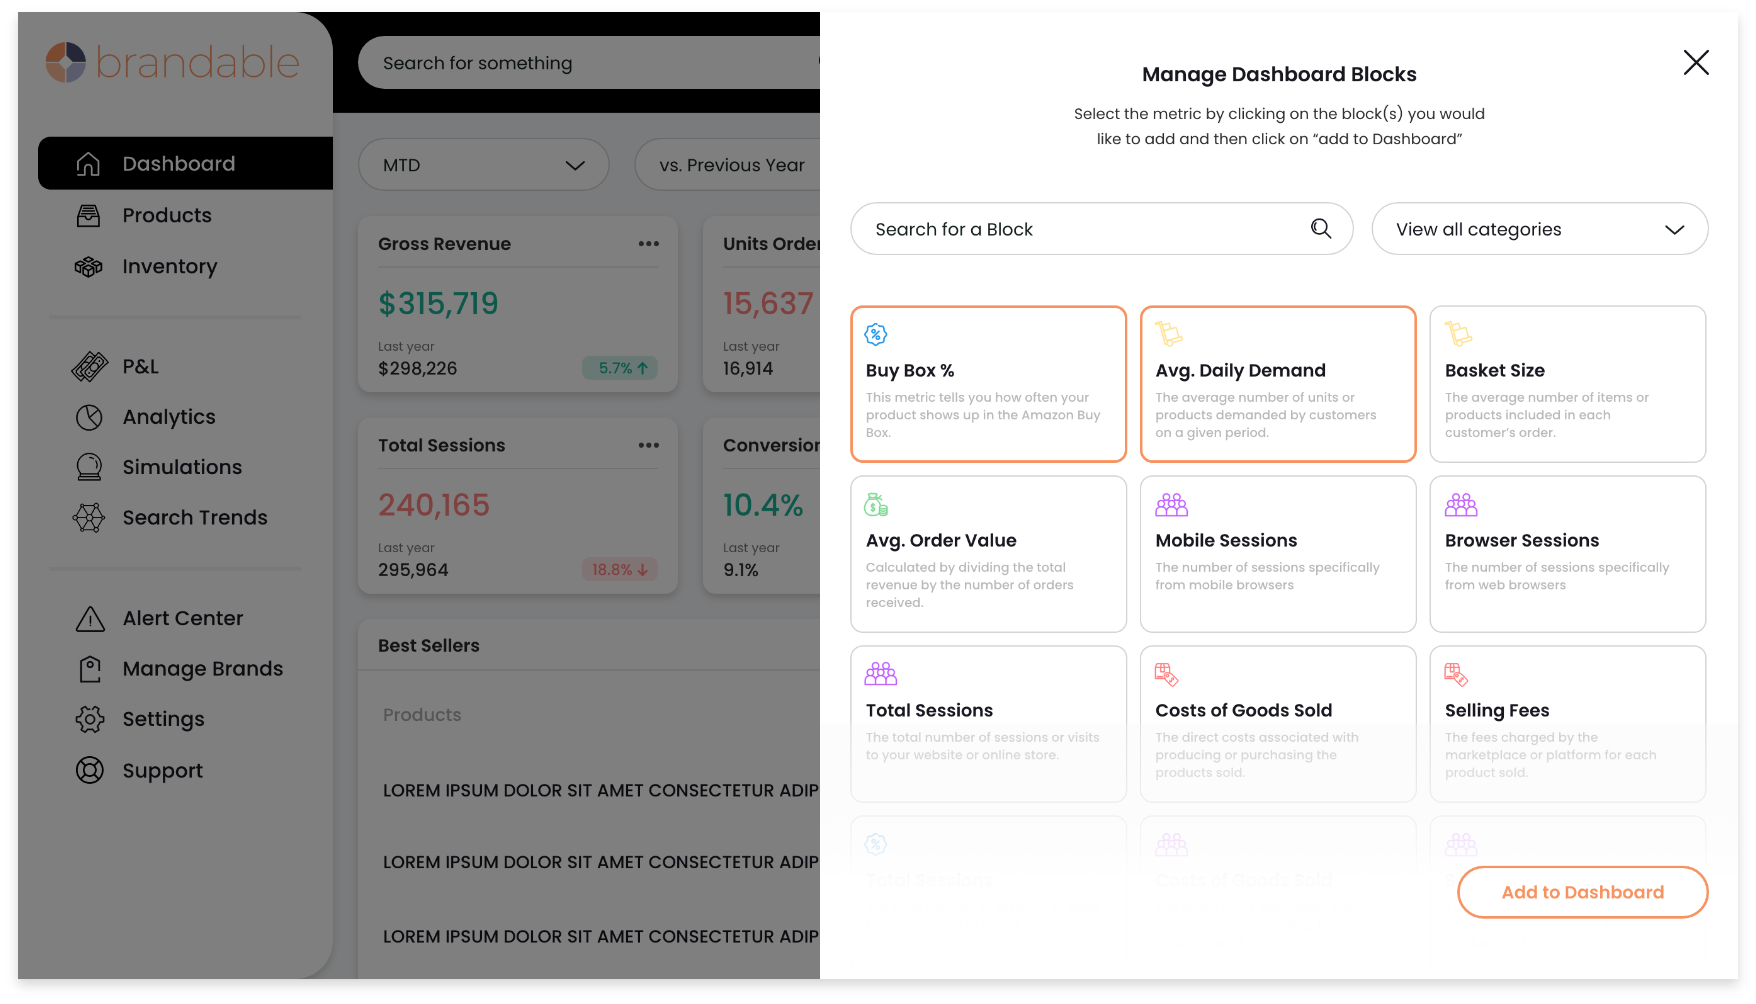 brandable
Dashboard
Products
Inventory
P&L
Analytics
Simulations
Search Trends
Alert Center
Manage Brands
Settings
Support
Search for something
MTD
vs. Previous Year
Gross Revenue
$315,719
Last year
$298,226
5.7%
Units Order
15,637
Last year
16,914
Total Sessions
240,165
Last year
295,964
18.8%
Conversion
10.4%
Last year
9.1%
Best Sellers
Products
LOREM IPSUM DOLOR SIT AMET CONSECTETUR ADIP
LOREM IPSUM DOLOR SIT AMET CONSECTETUR ADIP
LOREM IPSUM DOLOR SIT AMET CONSECTETUR ADIP
Manage Dashboard Blocks
Select the metric by clicking on the block(s) you would
like to add and then click on “add to Dashboard”
Search for a Block
View all categories
Buy Box %
This metric tells you how often your
product shows up in the Amazon Buy
Box.
Avg. Daily Demand
The average number of units or
products demanded by customers
on a given period.
Basket Size
The average number of items or
products included in each
customer’s order.
Avg. Order Value
Calculated by dividing the total
revenue by the number of orders
received.
Mobile Sessions
The number of sessions specifically
from mobile browsers
Browser Sessions
The number of sessions specifically
from web browsers
Total Sessions
The total number of sessions or visits
to your website or online store.
Costs of Goods Sold
The direct costs associated with
producing or purchasing the
products sold.
Selling Fees
The fees charged by the
marketplace or platform for each
product sold.
Total Sessions
Costs of Goods Sold
Add to Dashboard